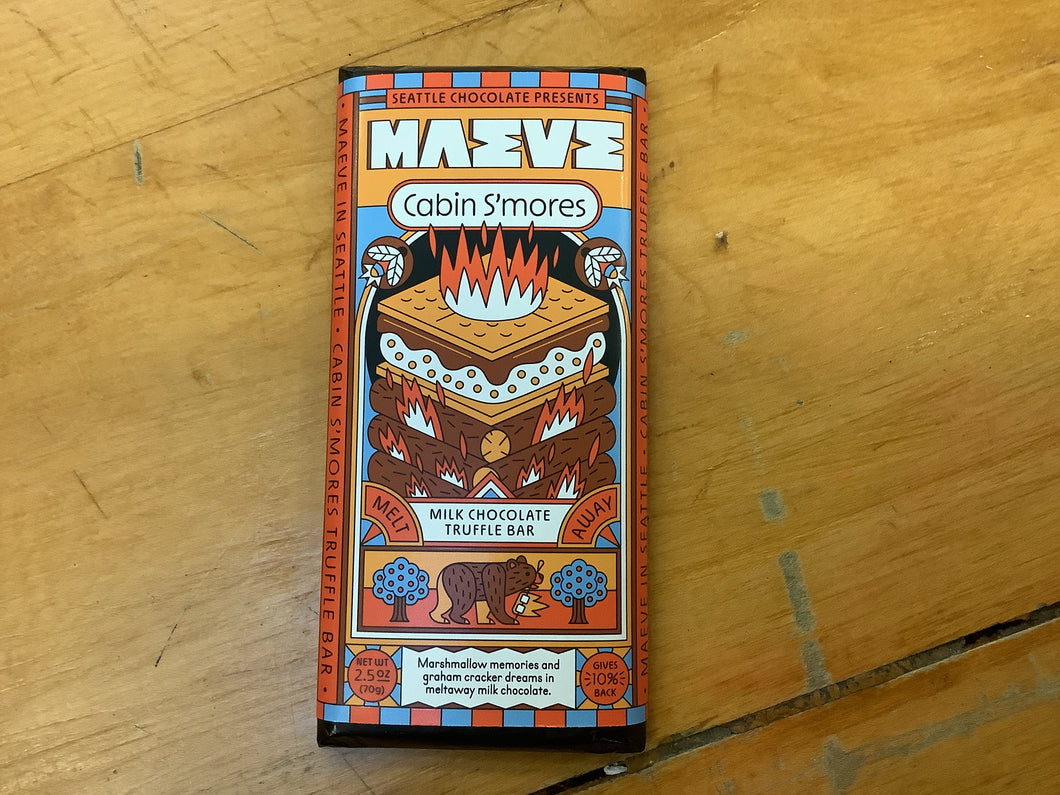 SEATTLE CHOCOLATE PRESENTS
MAEVE
Cabin S'mores
MELT
MILK CHOCOLATE
TRUFFLE BAR
AWAY
NET WT
2.5 OZ
(70g)
Marshmallow memories and
graham cracker dreams in
meltaway milk chocolate.
GIVES
10%
BACK
• MAEVE IN SEATTLE • CABIN S'MORES TRUFFLE BAR •
• MAEVE IN SEATTLE • CABIN S'MORES TRUFFLE BAR •